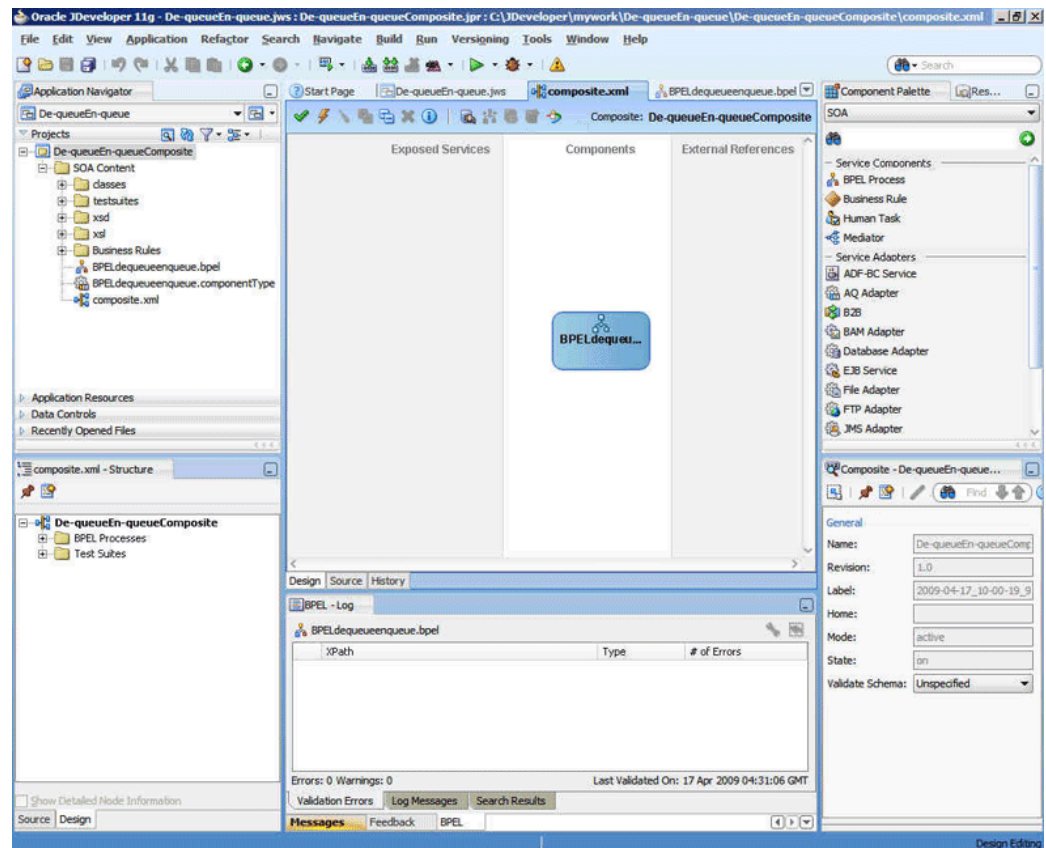 Oracle JDeveloper 11g - De-queueEn-queue.jws : De-queueEn-queueComposite.jpr : C:\JDeveloper\mywork\De-queueEn-queue\De-queueEn-queueComposite\composite.xml
File Edit View Application Refactor Search Navigate Build Run Versioning Tools Window Help
Search
Application Navigator
De-queueEn-queue
Projects
De-queueEn-queueComposite
SOA Content
classes
testsuites
xsd
xsl
Business Rules
BPELdequeueenqueue.bpel
BPELdequeueenqueue.componentType
composite.xml
Application Resources
Data Controls
Recently Opened Files
composite.xml - Structure
De-queueEn-queueComposite
BPEL Processes
Test Suites
Show Detailed Node Information
Source Design
Start Page De-queueEn-queue.jws composite.xml BPELdequeueenqueue.bpel
Composite: De-queueEn-queueComposite
Exposed Services Components External References
BPELdequeu...
Design Source History
BPEL - Log
BPELdequeueenqueue.bpel
XPath Type # of Errors
Errors: 0 Warnings: 0 Last Validated On: 17 Apr 2009 04:31:06 GMT
Validation Errors Log Messages Search Results
Messages Feedback BPEL
Component Palette Res...
SOA
Service Components
BPEL Process
Business Rule
Human Task
Mediator
Service Adapters
ADF-BC Service
AQ Adapter
B2B
BAM Adapter
Database Adapter
EJB Service
File Adapter
FTP Adapter
JMS Adapter
Composite - De-queueEn-queue...
Find
General
Name: De-queueEn-queueComp
Revision: 1.0
Label: 2009-04-17_10-00-19_9
Home:
Mode: active
State: on
Validate Schema: Unspecified
Design Editing